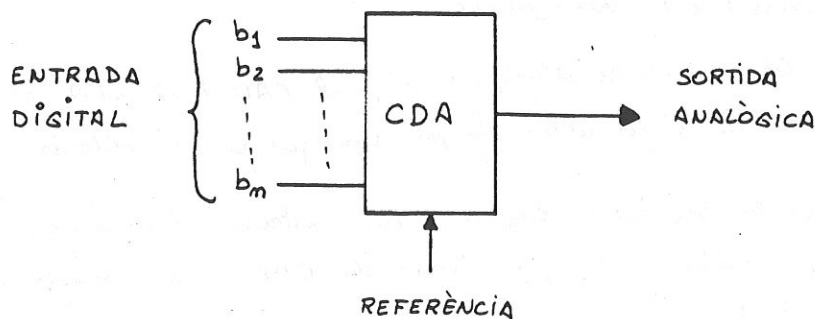 b1
b2
bm
ENTRADA
DIGITAL
CDA
SORTIDA
ANALÒGICA
REFERÈNCIA